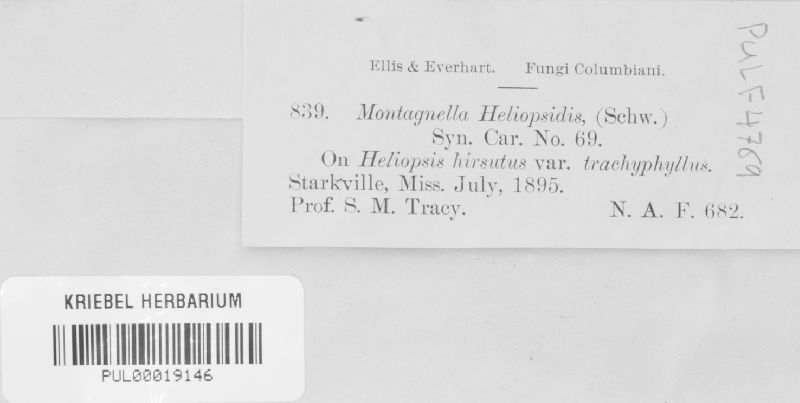 Ellis & Everhart. Fungi Columbiani.
839. Montagnella Heliopsidis, (Schw.)
Syn. Car. No. 69.
On Heliopsis hirsutus var. trachyphyllus.
Starkville, Miss. July, 1895.
Prof. S. M. Tracy. N. A. F. 682.
PUL F4769
KRIEBEL HERBARIUM
PUL00019146